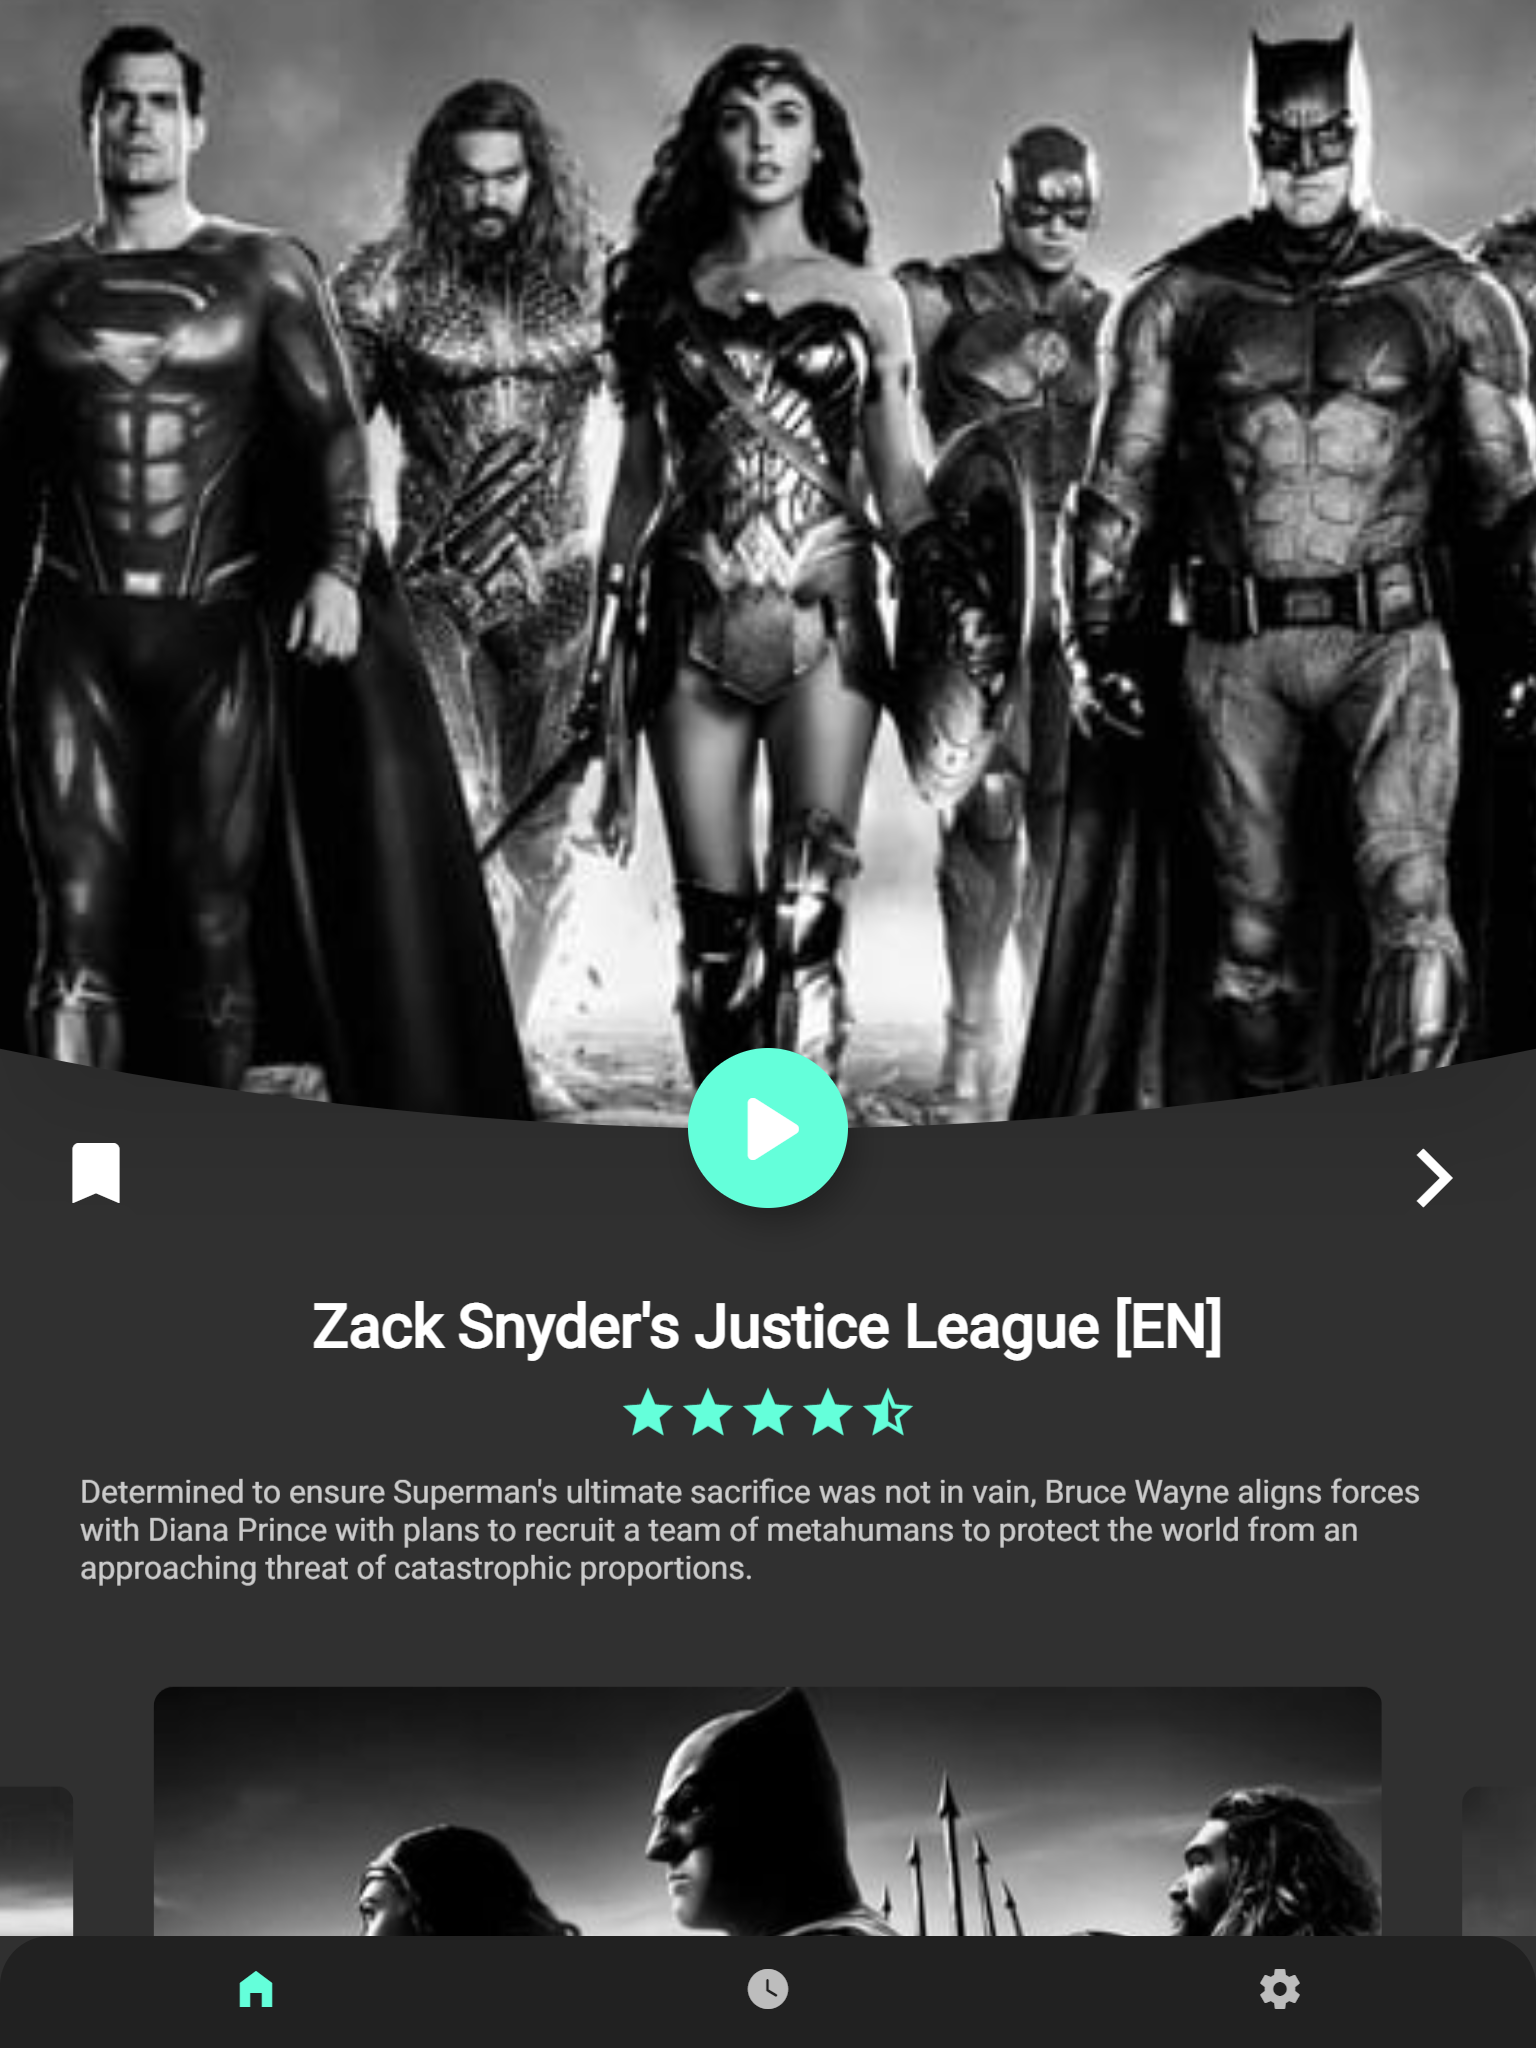 Zack Snyder's Justice League [EN]
Determined to ensure Superman's ultimate sacrifice was not in vain, Bruce Wayne aligns forces
with Diana Prince with plans to recruit a team of metahumans to protect the world from an
approaching threat of catastrophic proportions.